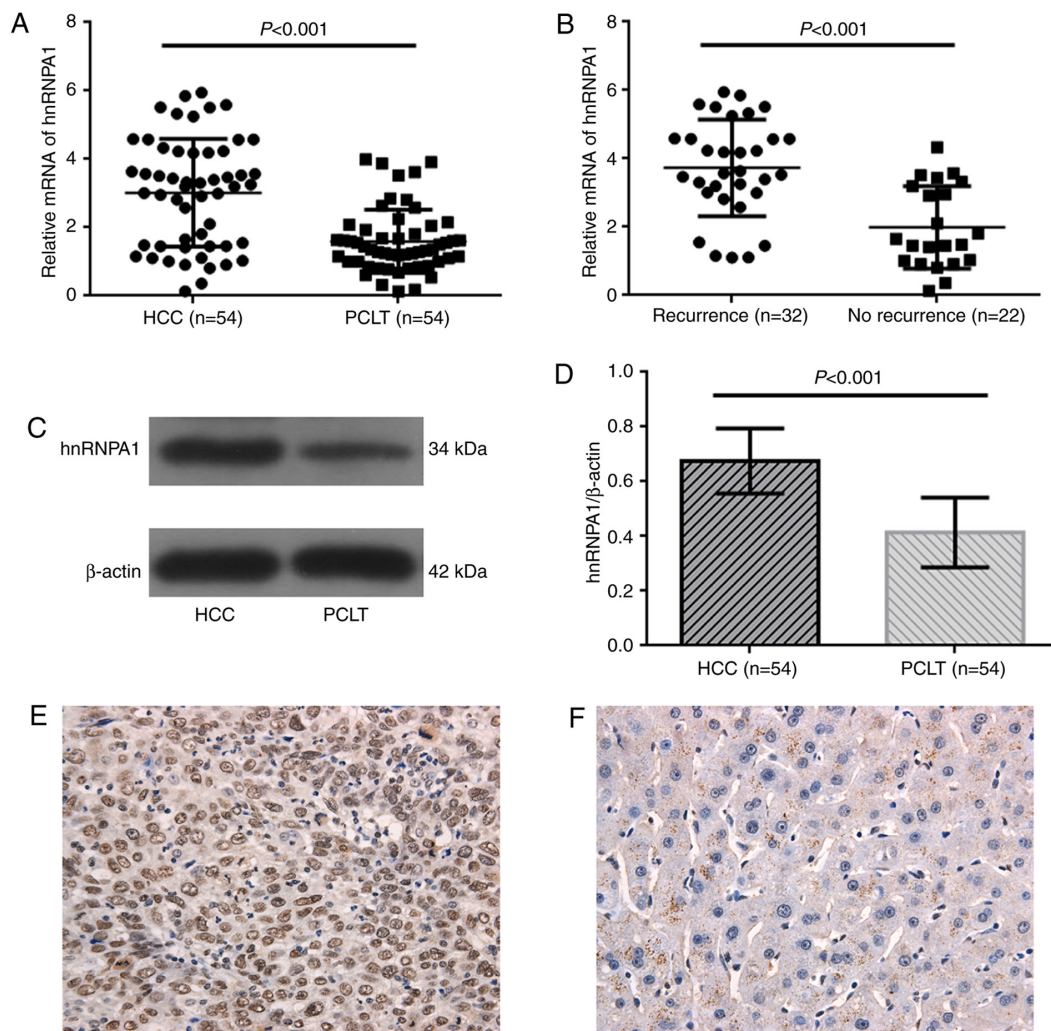 A
P<0.001
Relative mRNA of hnRNPA1
8
6
4
2
0
HCC (n=54)
PCLT (n=54)
B
P<0.001
Relative mRNA of hnRNPA1
8
6
4
2
0
Recurrence (n=32)
No recurrence (n=22)
C
hnRNPA1
34 kDa
β-actin
42 kDa
HCC
PCLT
D
P<0.001
hnRNPA1/β-actin
1.0
0.8
0.6
0.4
0.2
0.0
HCC (n=54)
PCLT (n=54)
E
F